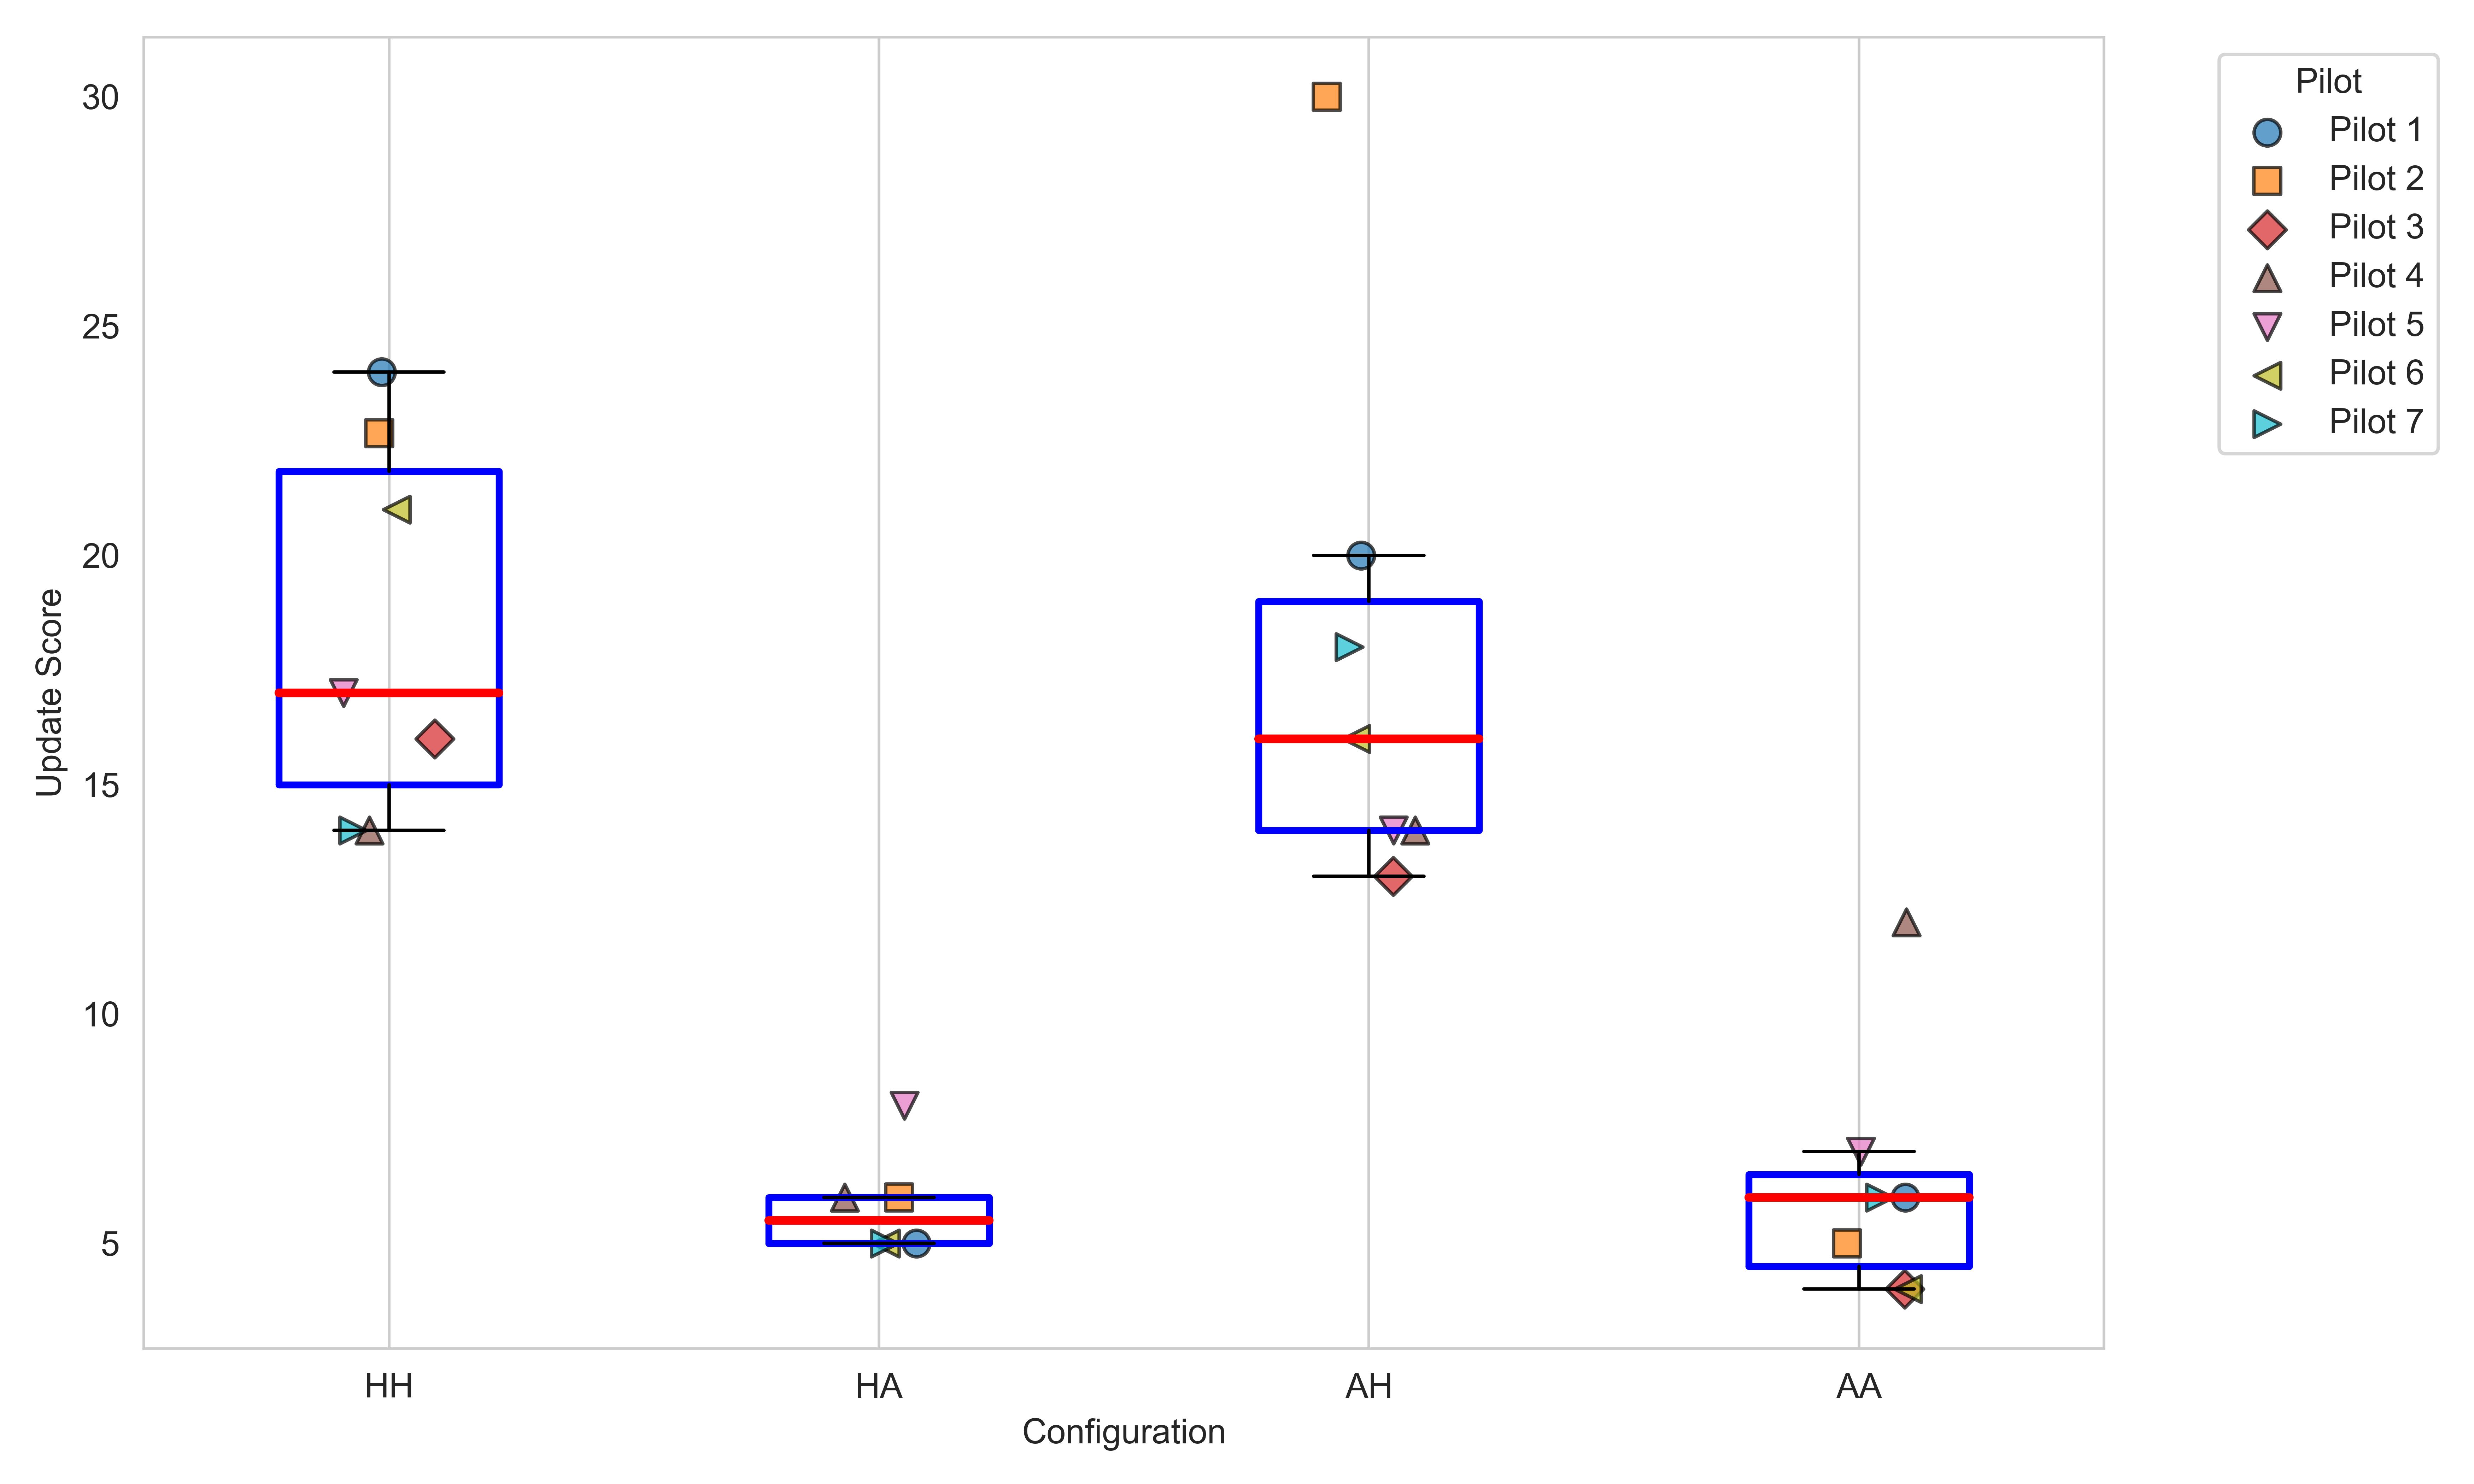 Pilot
Pilot 1
Pilot 2
Pilot 3
Pilot 4
Pilot 5
Pilot 6
Pilot 7
Update Score
30
25
20
15
10
5
HH HA AH AA
Configuration